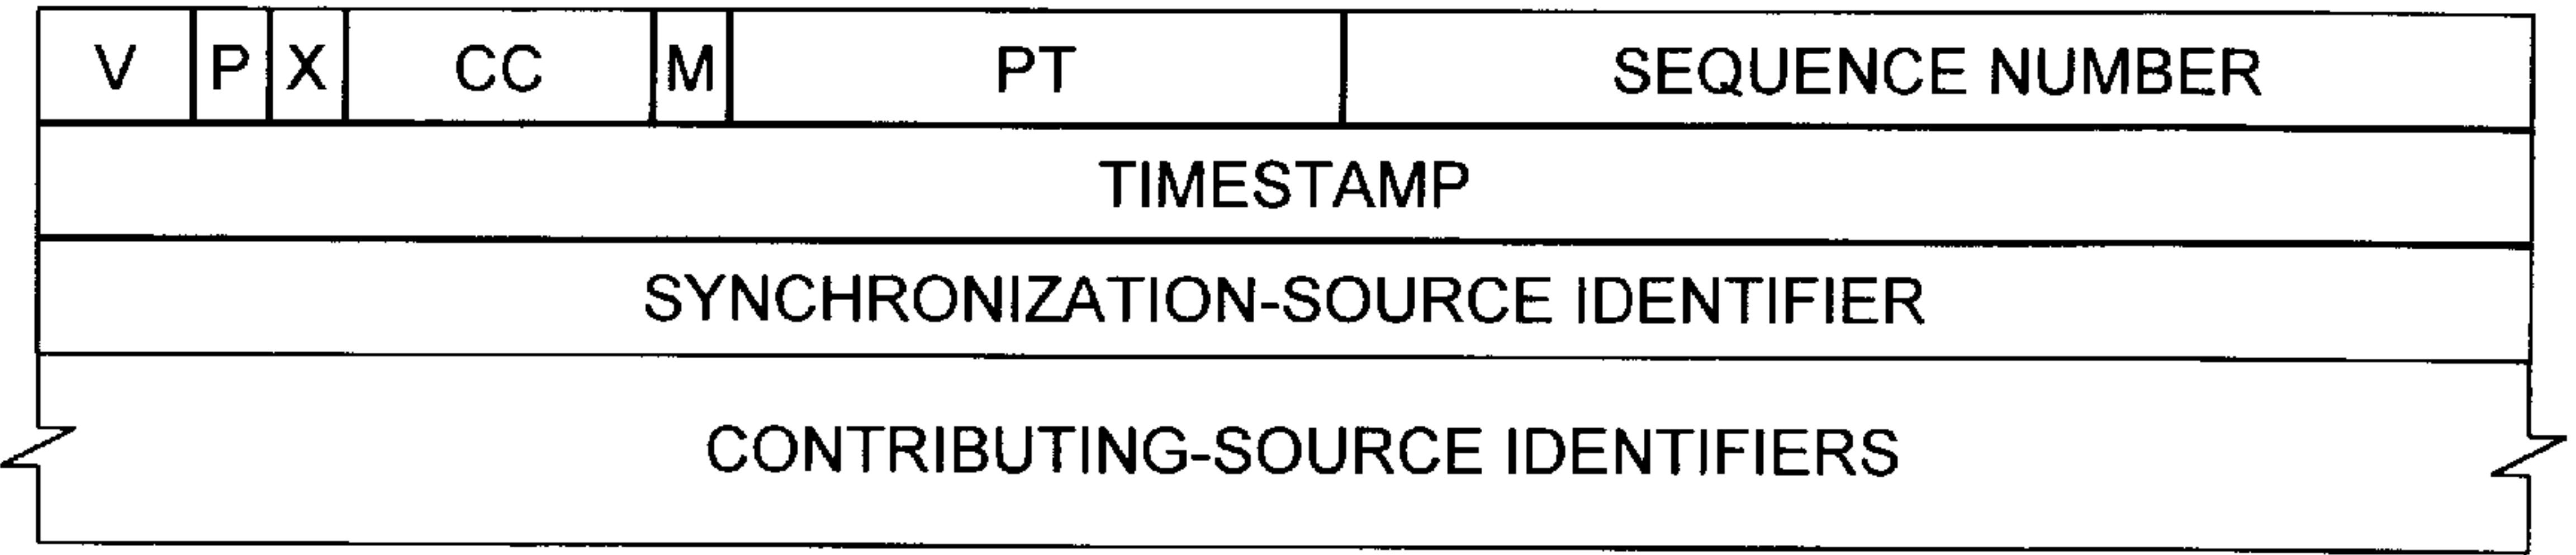 V P X CC M PT SEQUENCE NUMBER
TIMESTAMP
SYNCHRONIZATION-SOURCE IDENTIFIER
CONTRIBUTING-SOURCE IDENTIFIERS